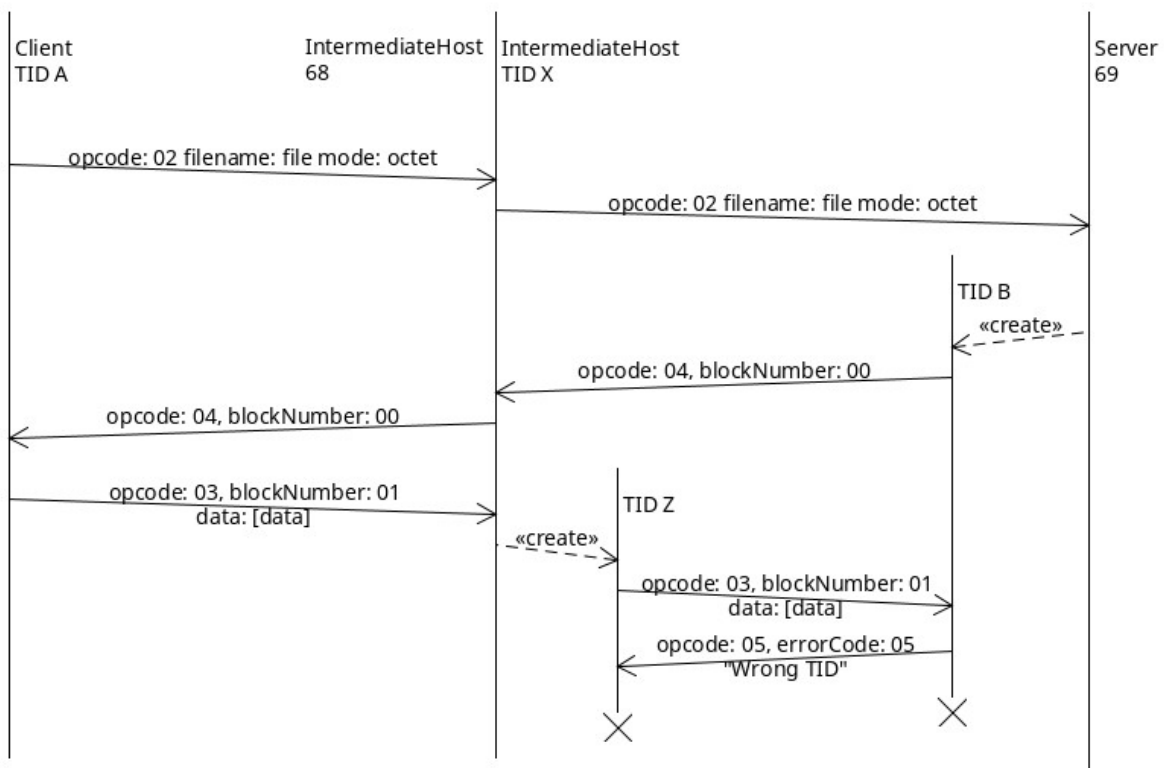 Client
TID A
IntermediateHost
68
IntermediateHost
TID X
Server
69
opcode: 02 filename: file mode: octet
opcode: 02 filename: file mode: octet
TID B
«create»
opcode: 04, blockNumber: 00
opcode: 04, blockNumber: 00
opcode: 03, blockNumber: 01
data: [data]
TID Z
«create»
opcode: 03, blockNumber: 01
data: [data]
opcode: 05, errorCode: 05
"Wrong TID"